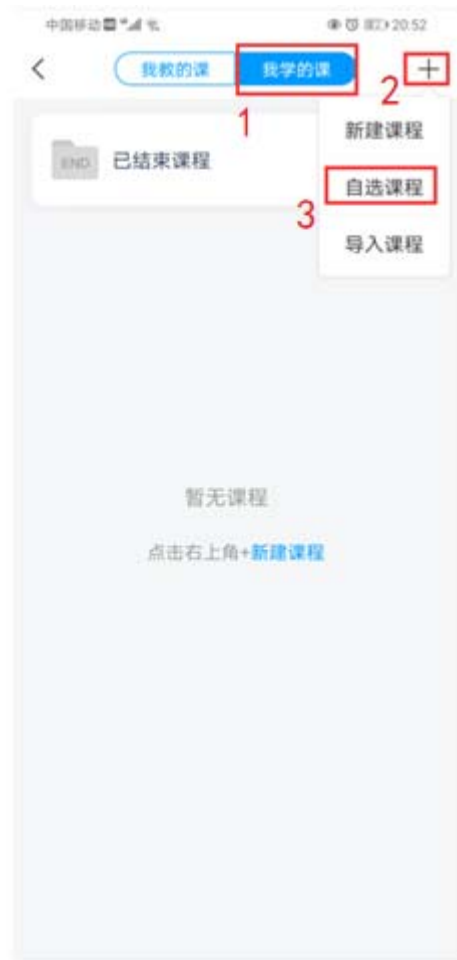 中国移动 20:52
我教的课 我学的课 2
1
新建课程
END 已结束课程
自选课程
3
导入课程
暂无课程
点击右上角+新建课程